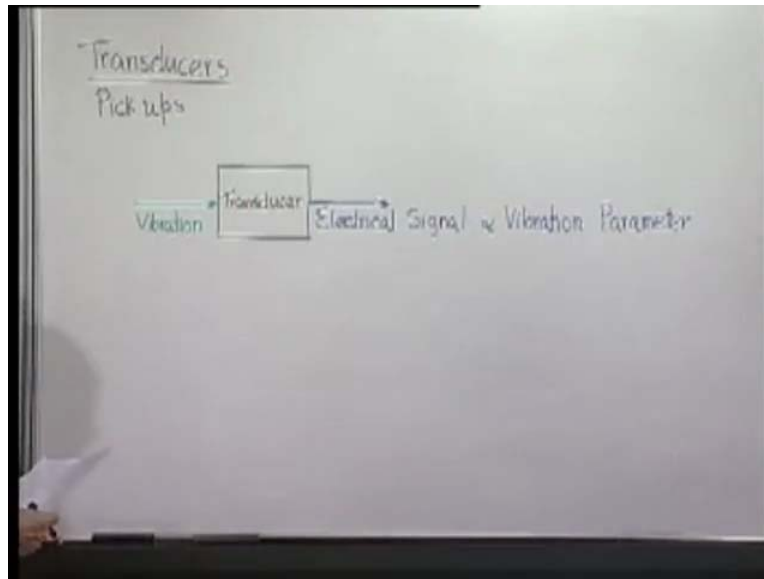 Transducers
Pick ups
Transducer
Vibration
Electrical Signal ∝ Vibration Parameter